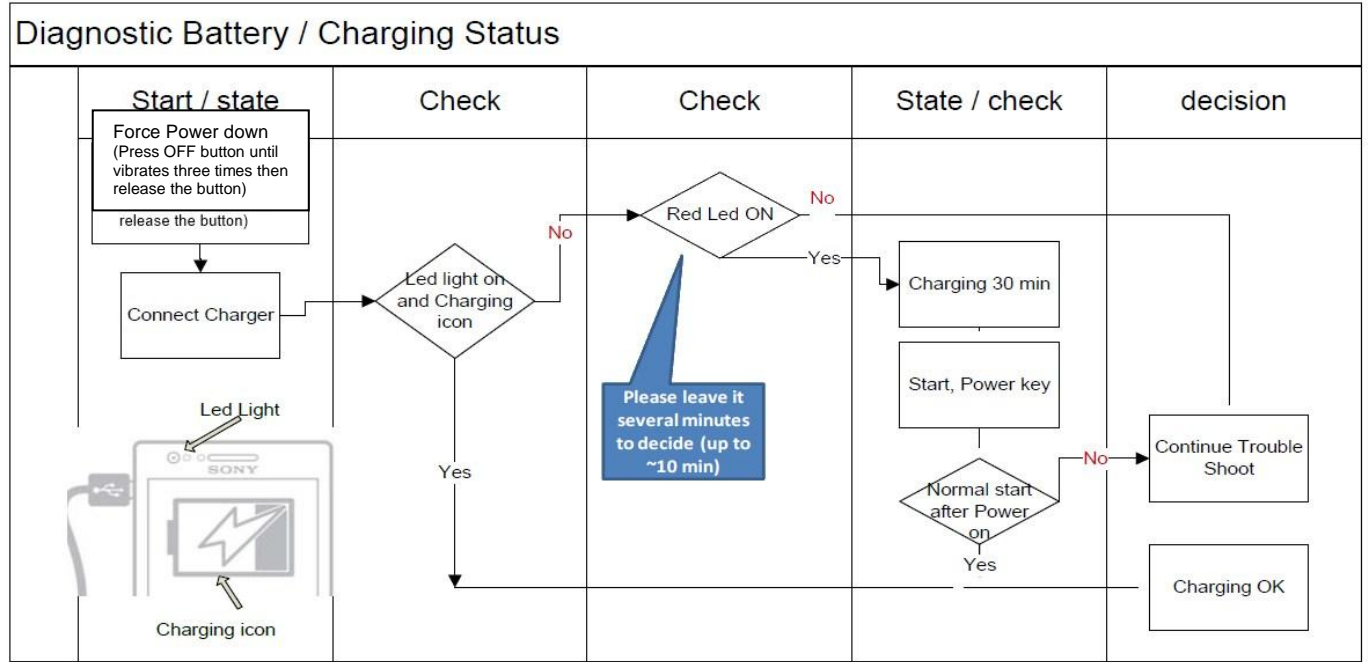 Diagnostic Battery / Charging Status
Start / state
Check
Check
State / check
decision
Force Power down
(Press OFF button until
vibrates three times then
release the button)
release the button)
Connect Charger
Led light on
and Charging
icon
No
Yes
Red Led ON
No
Yes
Please leave it
several minutes
to decide (up to
~10 min)
Charging 30 min
Start, Power key
Normal start
after Power
on
No
Yes
Continue Trouble
Shoot
Charging OK
Led Light
SONY
Charging icon